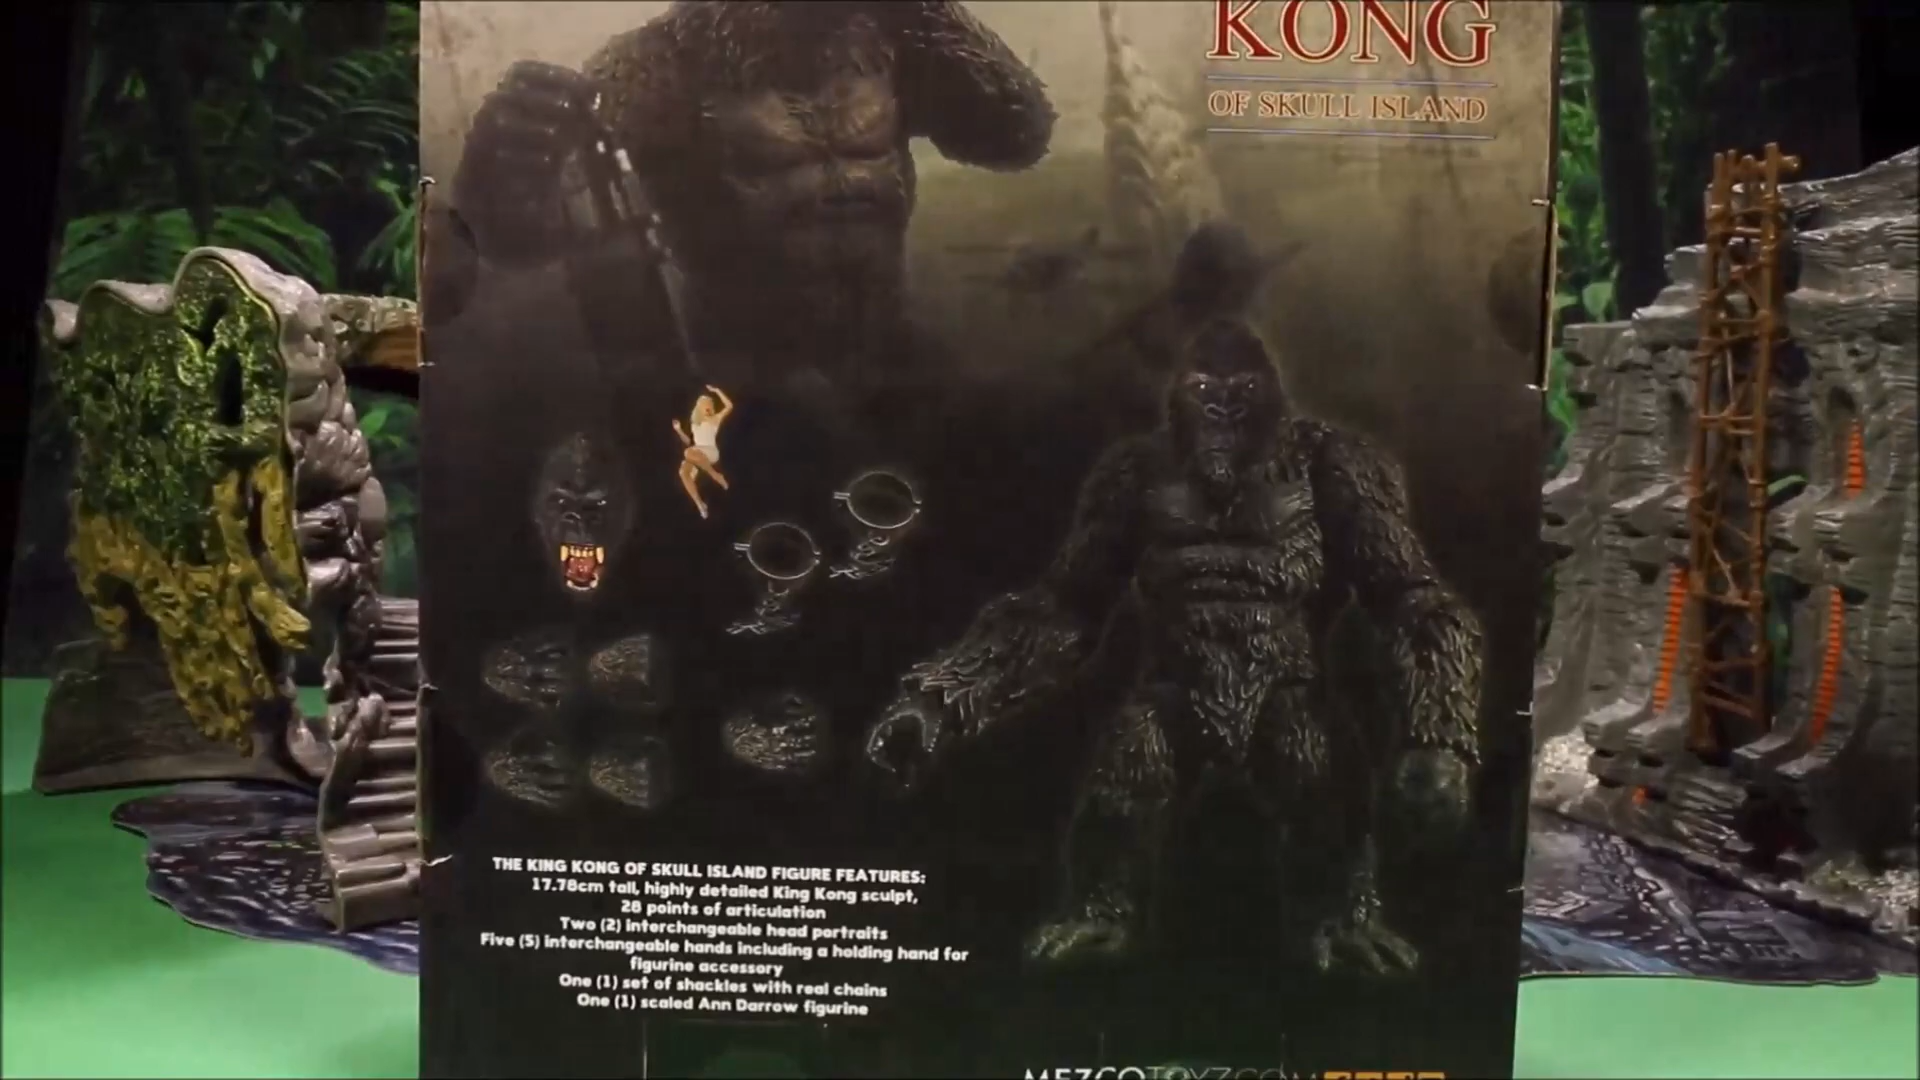 KONG
OF SKULL ISLAND
THE KING KONG OF SKULL ISLAND FIGURE FEATURES:
17.78cm tall, highly detailed King Kong sculpt,
28 points of articulation
Two (2) interchangeable head portraits
Five (5) interchangeable hands including a holding hand for
figurine accessory
One (1) set of shackles with real chains
One (1) scaled Ann Darrow figurine
MEZCOTOYZ.COM